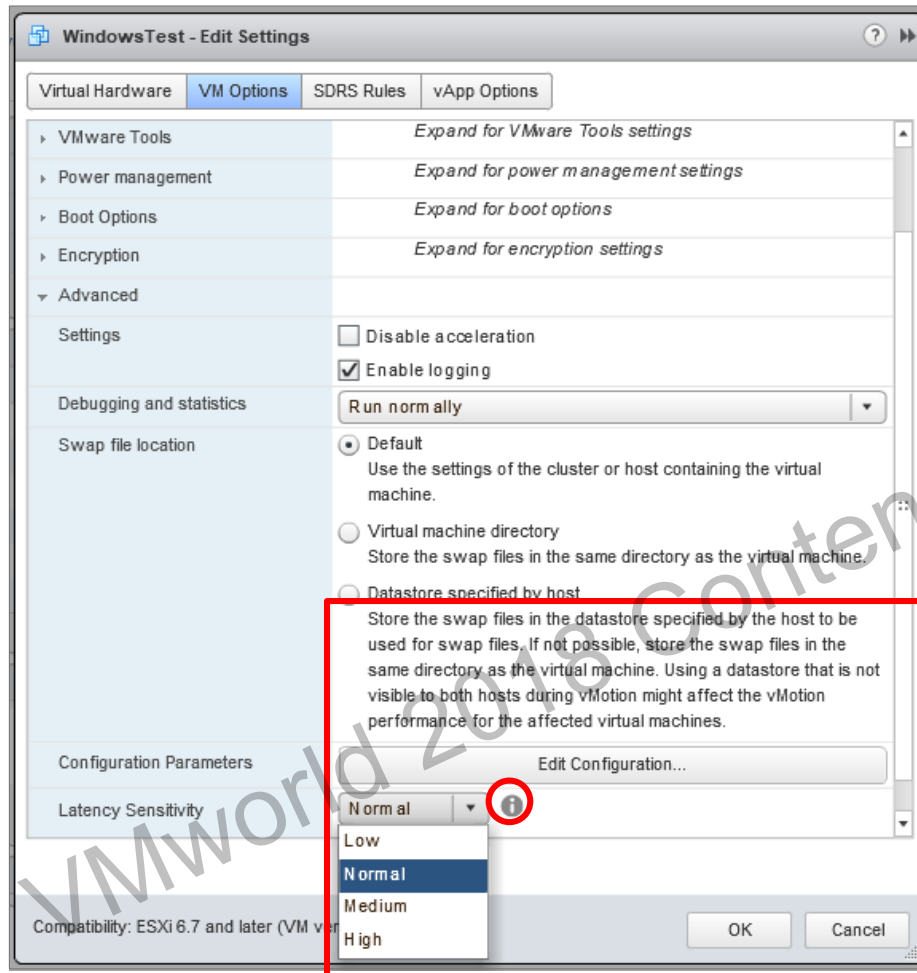 WindowsTest - Edit Settings
Virtual Hardware VM Options SDRS Rules vApp Options
VMware Tools Expand for VMware Tools settings
Power management Expand for power management settings
Boot Options Expand for boot options
Encryption Expand for encryption settings
Advanced
Settings Disable acceleration
Enable logging
Debugging and statistics Run normally
Swap file location Default
Use the settings of the cluster or host containing the virtual
machine.
Virtual machine directory
Store the swap files in the same directory as the virtual machine.
Datastore specified by host
Store the swap files in the datastore specified by the host to be
used for swap files. If not possible, store the swap files in the
same directory as the virtual machine. Using a datastore that is not
visible to both hosts during vMotion might affect the vMotion
performance for the affected virtual machines.
Configuration Parameters Edit Configuration...
Latency Sensitivity Normal
Low
Normal
Medium
High
Compatibility: ESXi 6.7 and later (VM OK Cancel
VMworld 2018